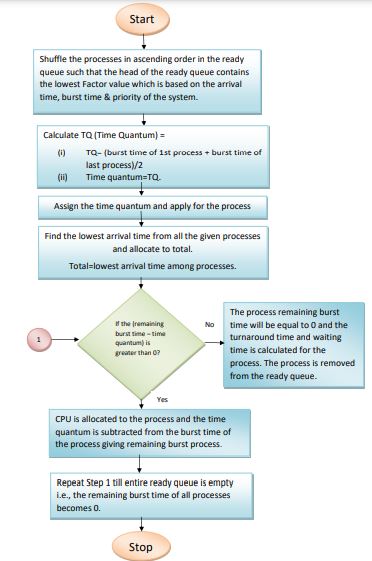 Start
Shuffle the processes in ascending order in the ready
queue such that the head of the ready queue contains
the lowest Factor value which is based on the arrival
time, burst time & priority of the system.
Calculate TQ (Time Quantum) =
(i) TQ= (burst time of 1st process + burst time of
last process)/2
(ii) Time quantum=TQ.
Assign the time quantum and apply for the process
Find the lowest arrival time from all the given processes
and allocate to total.
Total=lowest arrival time among processes.
1
If the (remaining
burst time – time
quantum) is
greater than 0?
No
The process remaining burst
time will be equal to 0 and the
turnaround time and waiting
time is calculated for the
process. The process is removed
from the ready queue.
Yes
CPU is allocated to the process and the time
quantum is subtracted from the burst time of
the process giving remaining burst process.
Repeat Step 1 till entire ready queue is empty
i.e., the remaining burst time of all processes
becomes 0.
Stop